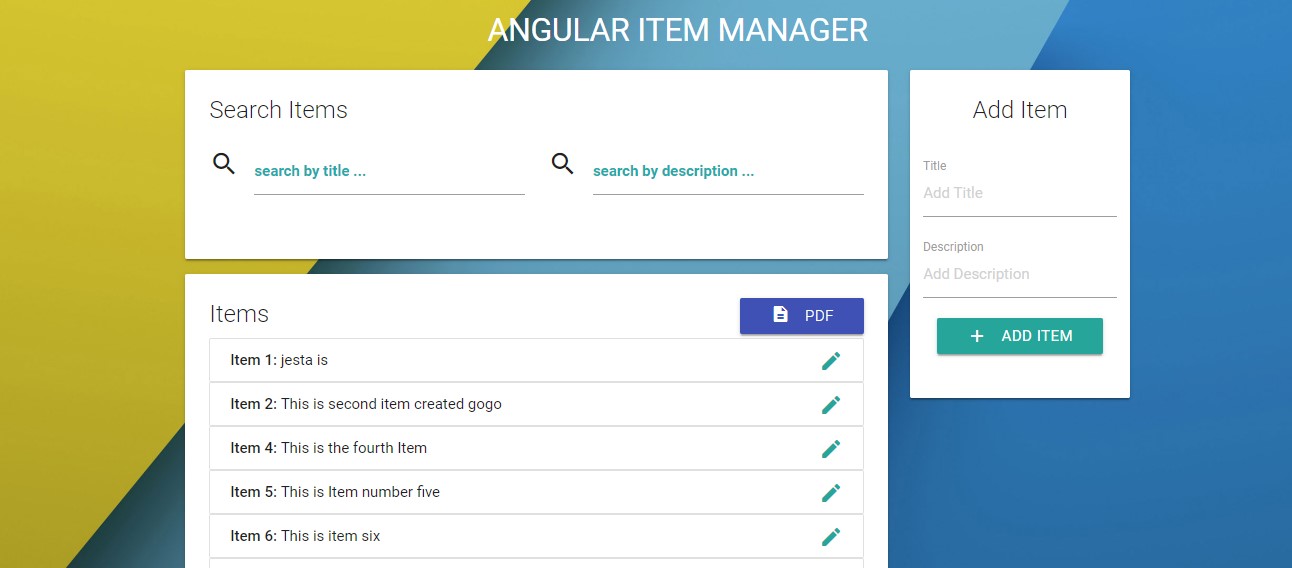 ANGULAR ITEM MANAGER
Search Items
search by title ...
search by description ...
Items
PDF
Item 1: jesta is
Item 2: This is second item created gogo
Item 4: This is the fourth Item
Item 5: This is Item number five
Item 6: This is item six
Add Item
Title
Add Title
Description
Add Description
ADD ITEM